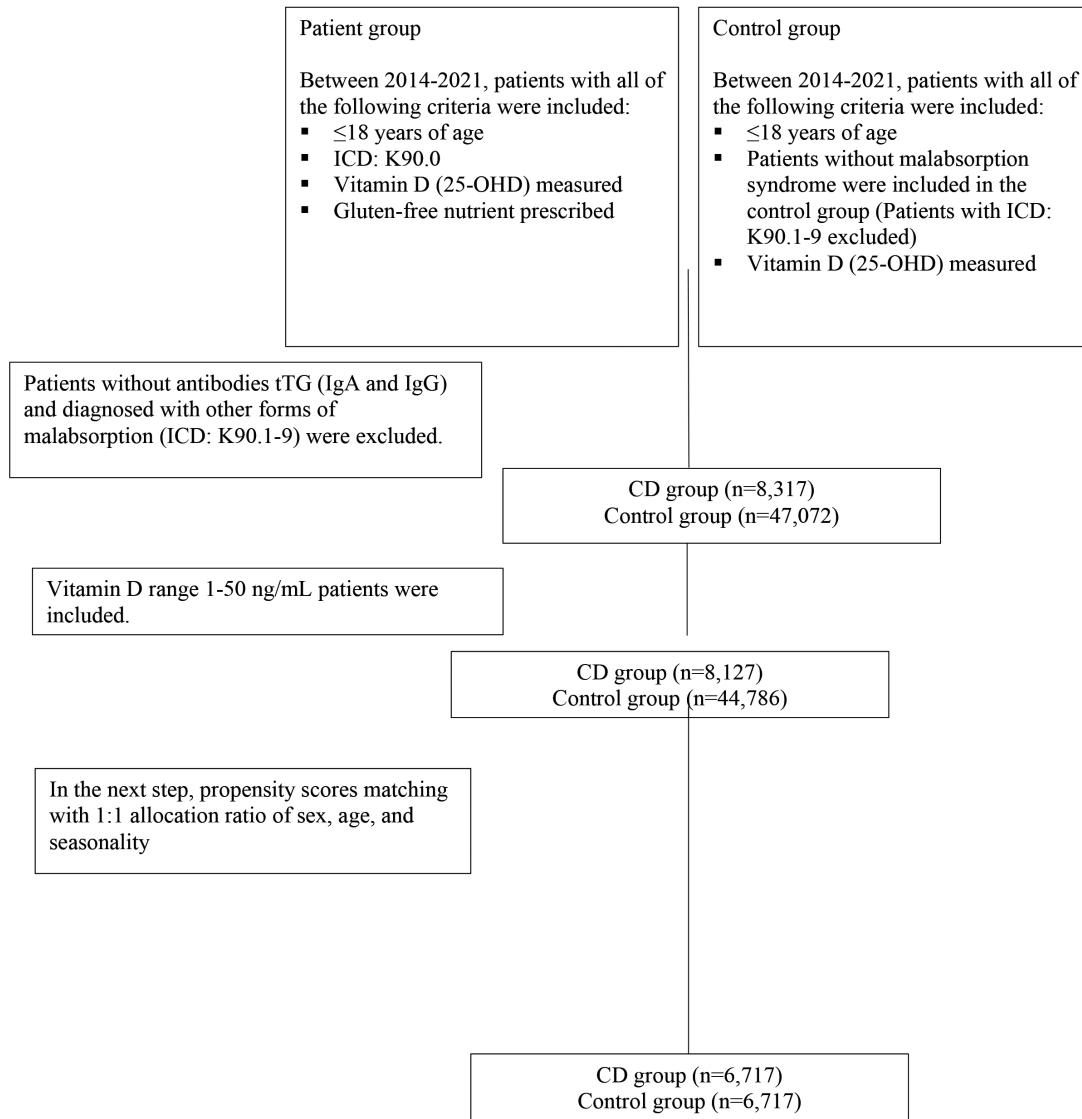 Patient group
Between 2014-2021, patients with all of
the following criteria were included:
▪ ≤18 years of age
▪ ICD: K90.0
▪ Vitamin D (25-OHD) measured
▪ Gluten-free nutrient prescribed
Control group
Between 2014-2021, patients with all of
the following criteria were included:
▪ ≤18 years of age
▪ Patients without malabsorption
syndrome were included in the
control group (Patients with ICD:
K90.1-9 excluded)
▪ Vitamin D (25-OHD) measured
Patients without antibodies tTG (IgA and IgG)
and diagnosed with other forms of
malabsorption (ICD: K90.1-9) were excluded.
CD group (n=8,317)
Control group (n=47,072)
Vitamin D range 1-50 ng/mL patients were
included.
CD group (n=8,127)
Control group (n=44,786)
In the next step, propensity scores matching
with 1:1 allocation ratio of sex, age, and
seasonality
CD group (n=6,717)
Control group (n=6,717)